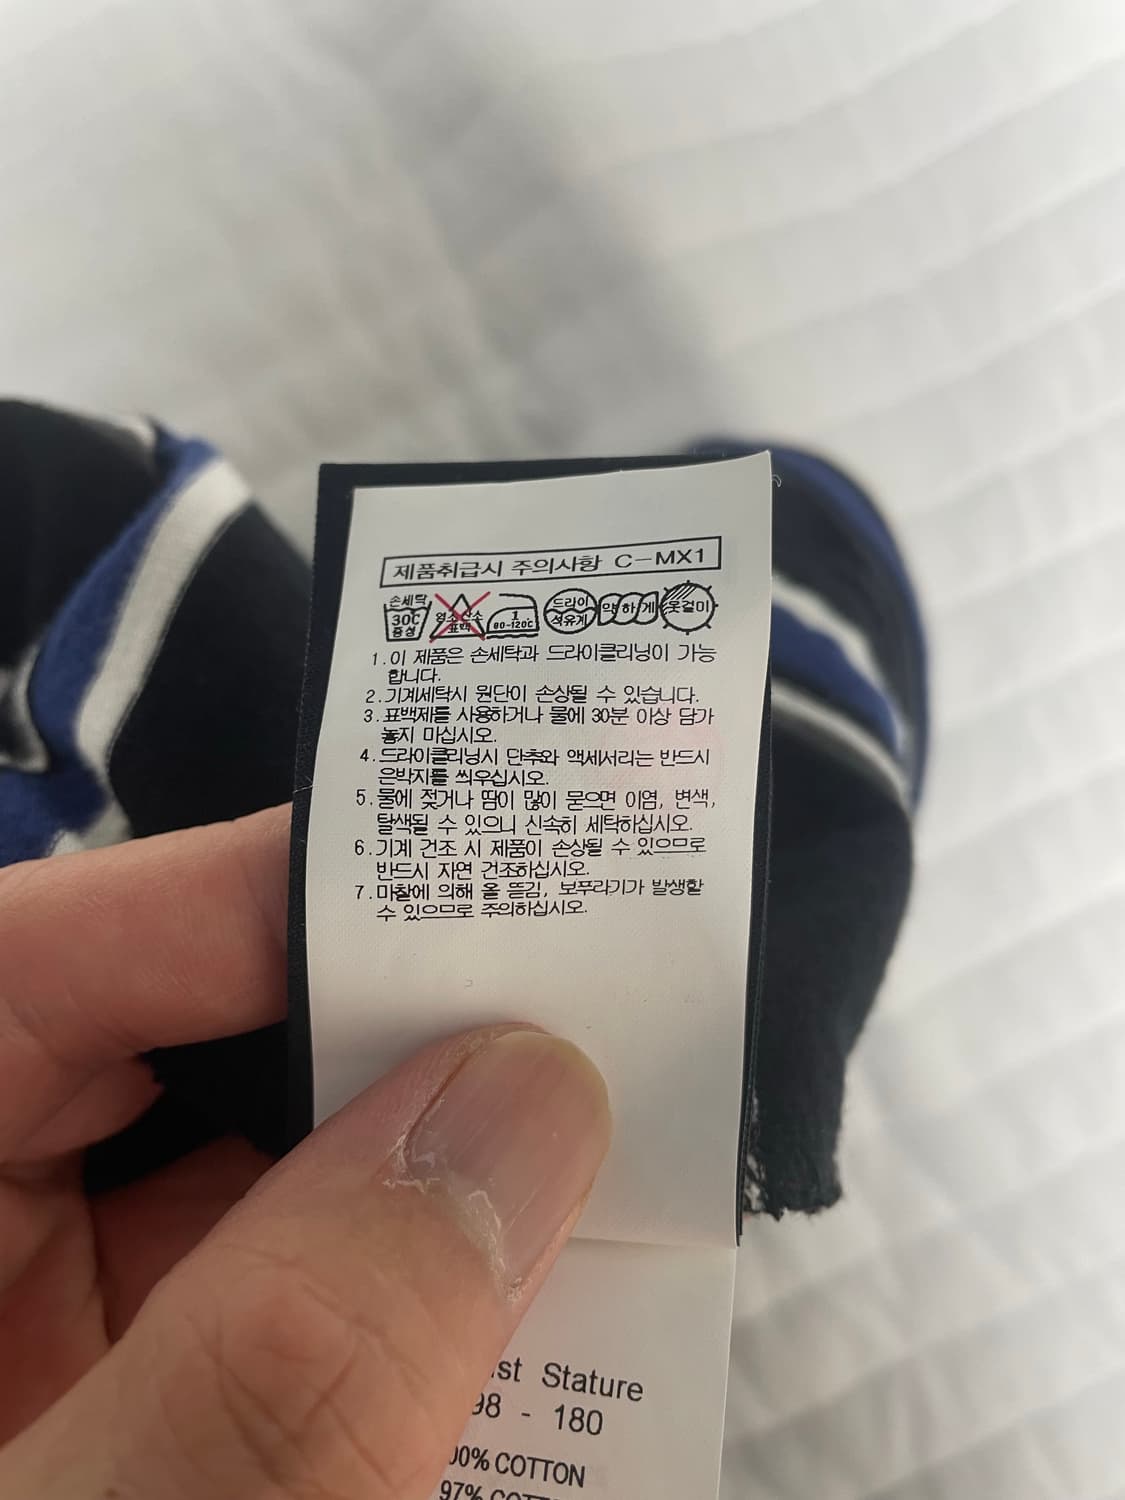 제품취급시 주의사항 C-MX1
손세탁
30C
중성
염소산소
표백
1
80-120C
드라이
석유계
약하게
옷걸이
1.이 제품은 손세탁과 드라이클리닝이 가능
합니다.
2.기계세탁시 원단이 손상될 수 있습니다.
3.표백제를 사용하거나 물에 30분 이상 담가
놓지 마십시오.
4.드라이클리닝시 단추와 액세서리는 반드시
은박지를 씌우십시오.
5.물에 젖거나 땀이 많이 묻으면 이염, 변색,
탈색될 수 있으니 신속히 세탁하십시오.
6.기계 건조 시 제품이 손상될 수 있으므로
반드시 자연 건조하십시오.
7.마찰에 의해 올 뜯김, 보푸라기가 발생할
수 있으므로 주의하십시오.
Stature
98 - 180
00% COTTON
97%